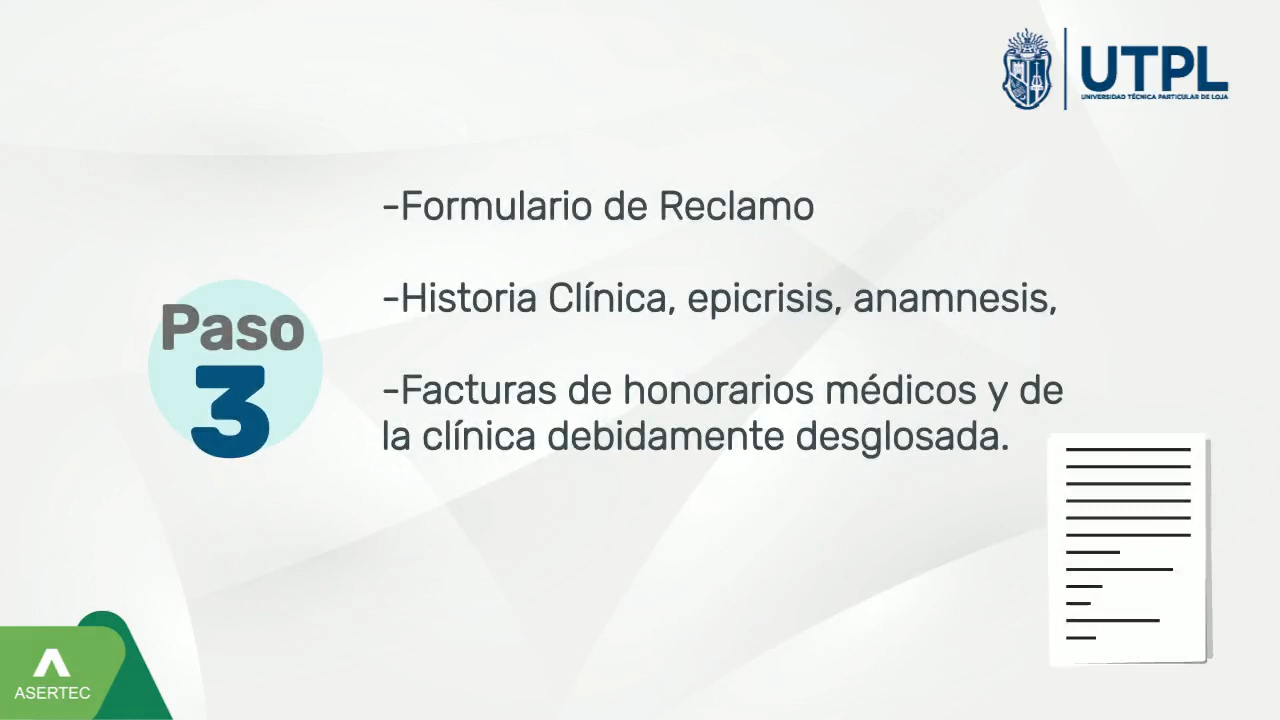 UTPL
UNIVERSIDAD TÉCNICA PARTICULAR DE LOJA
-Formulario de Reclamo
-Historia Clínica, epicrisis, anamnesis,
Paso
3
-Facturas de honorarios médicos y de
la clínica debidamente desglosada.
ASERTEC